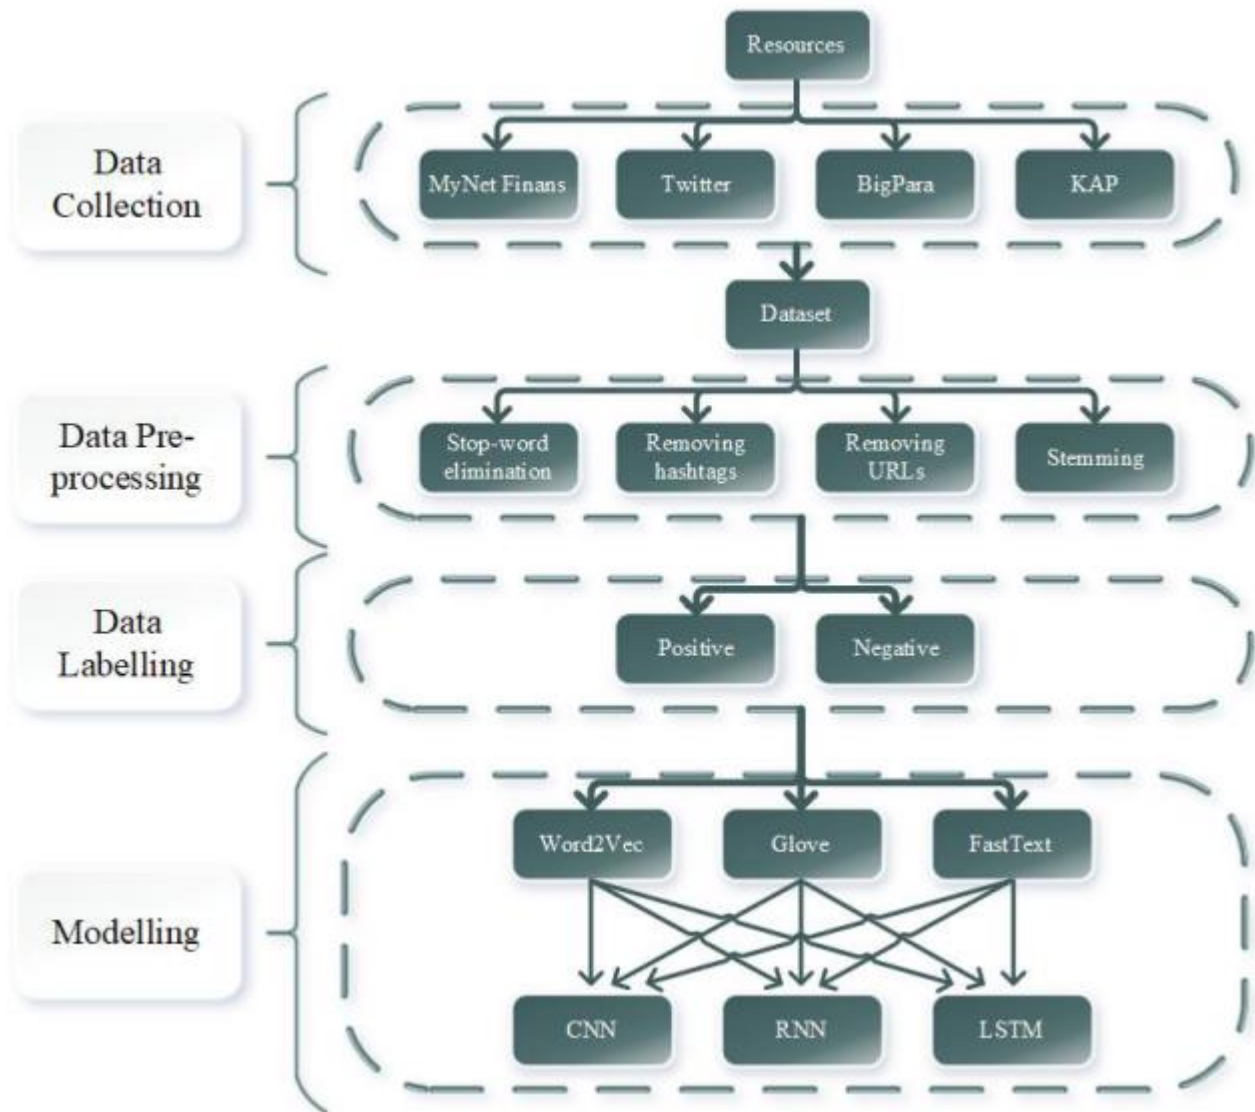 Resources
Data
Collection
MyNet Finans
Twitter
BigPara
KAP
Dataset
Data Pre-
processing
Stop-word
elimination
Removing
hashtags
Removing
URLs
Stemming
Data
Labelling
Positive
Negative
Modelling
Word2Vec
Glove
FastText
CNN
RNN
LSTM